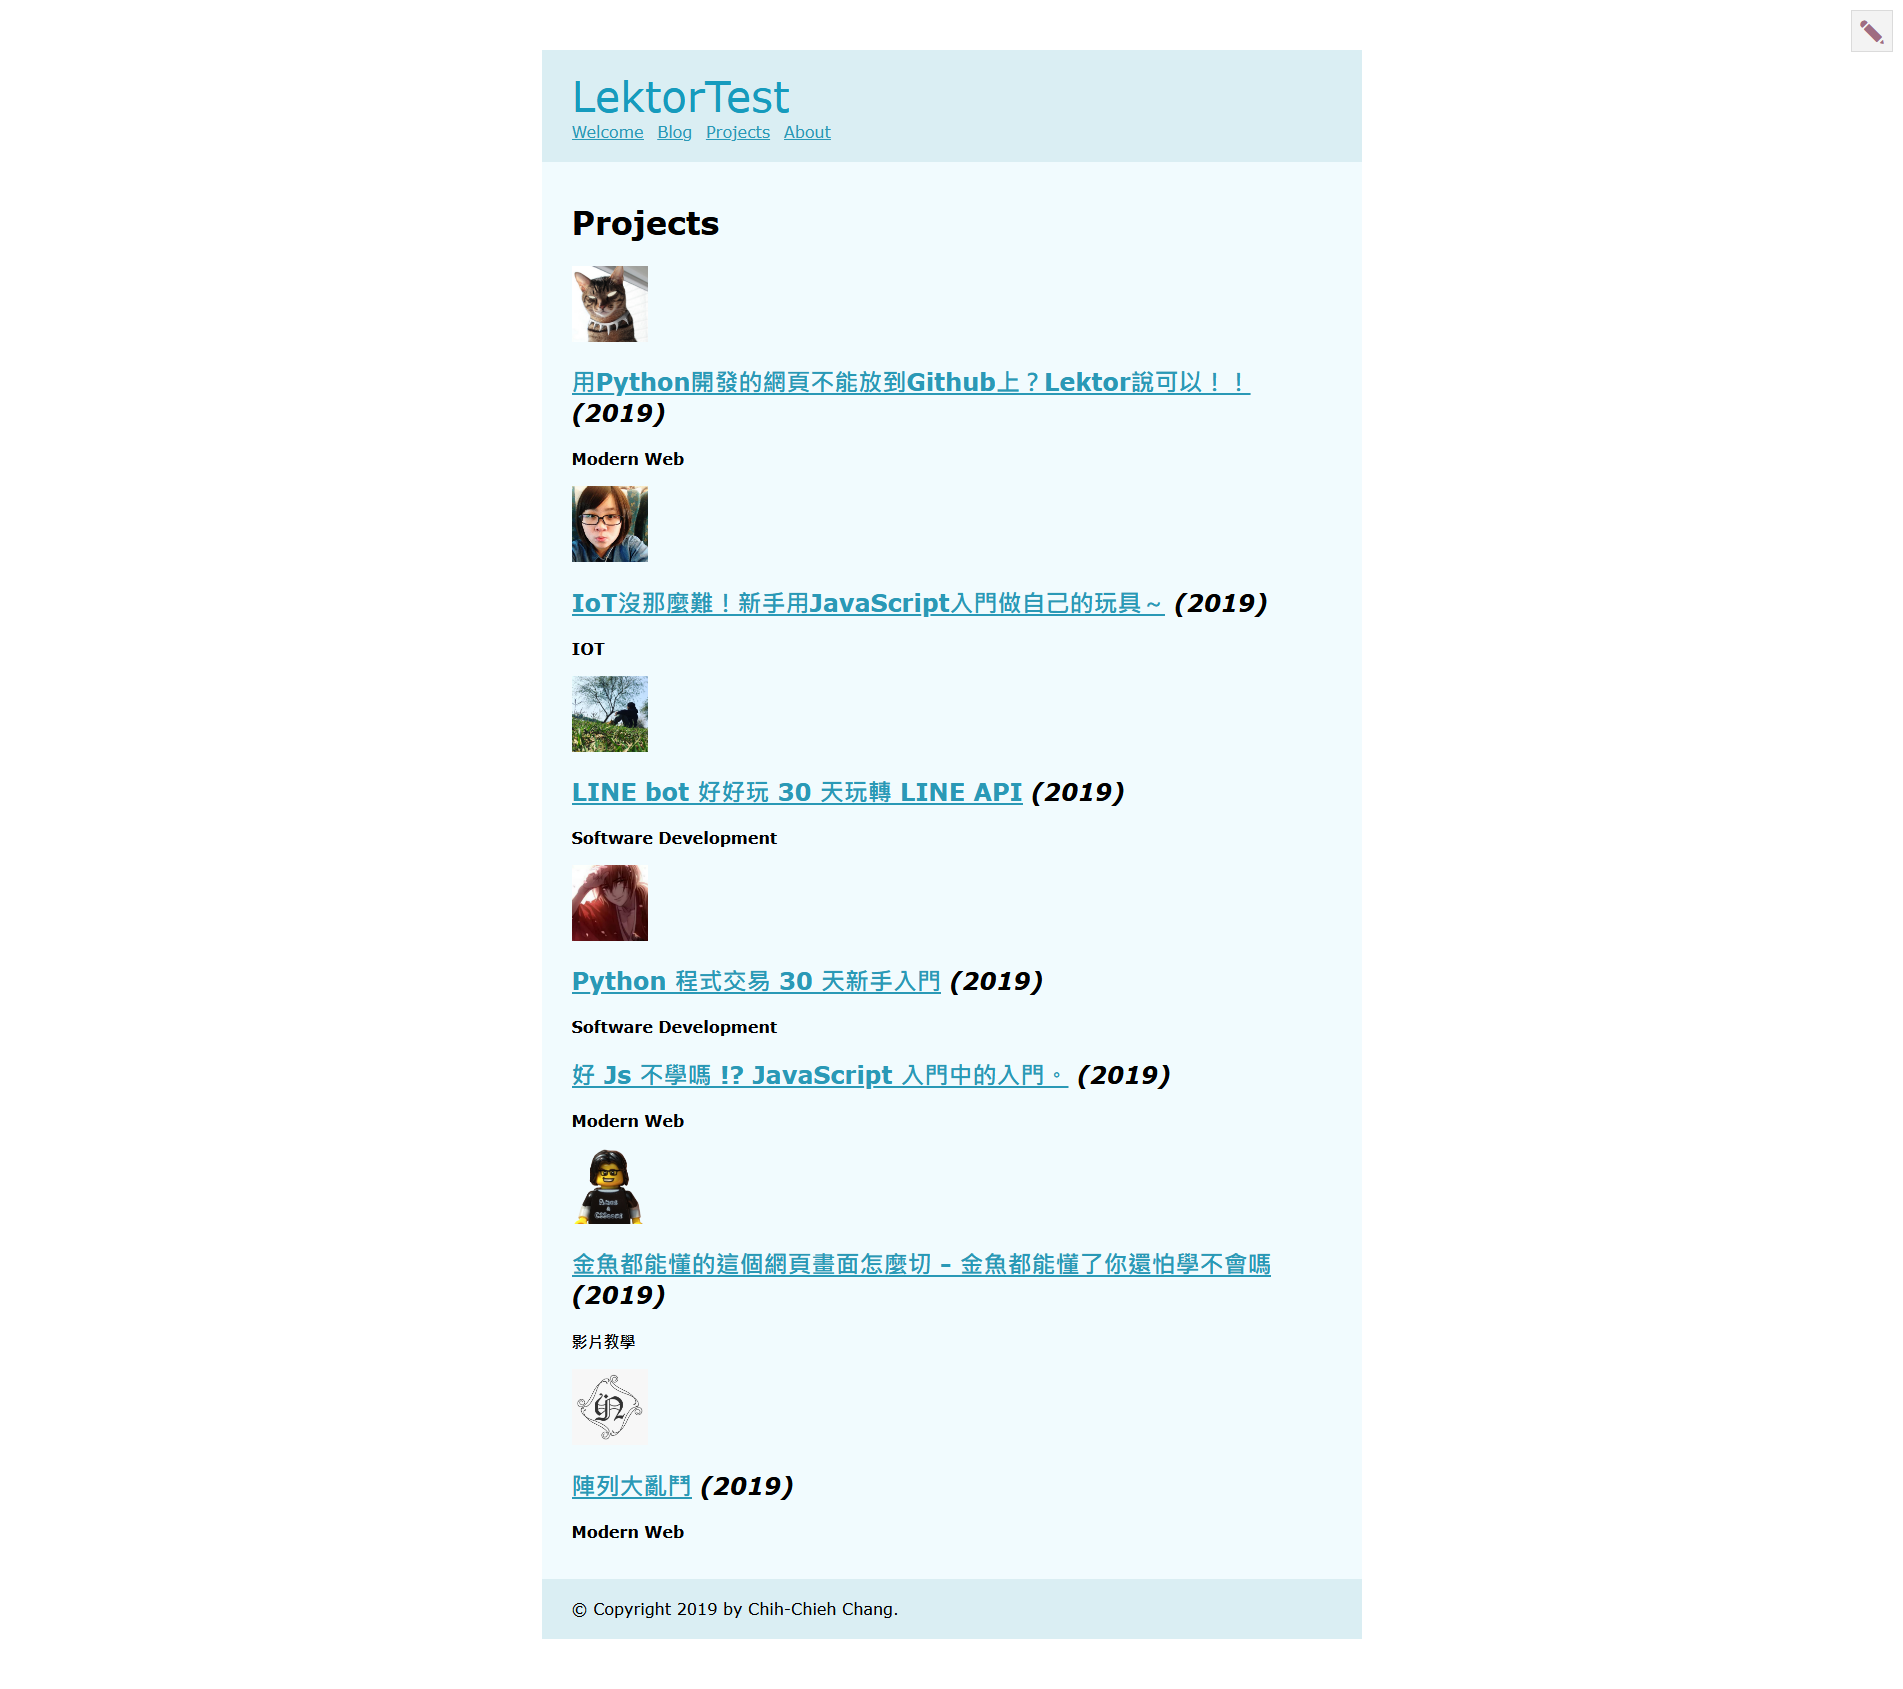 LektorTest
Welcome Blog Projects About
Projects
用Python開發的網頁不能放到Github上？Lektor說可以！！
(2019)
Modern Web
IoT沒那麼難！新手用JavaScript入門做自己的玩具～ (2019)
IOT
LINE bot 好好玩 30 天玩轉 LINE API (2019)
Software Development
Python 程式交易 30 天新手入門 (2019)
Software Development
好 Js 不學嗎 !? JavaScript 入門中的入門。 (2019)
Modern Web
金魚都能懂的這個網頁畫面怎麼切 – 金魚都能懂了你還怕學不會嗎
(2019)
影片教學
陣列大亂鬥 (2019)
Modern Web
© Copyright 2019 by Chih-Chieh Chang.